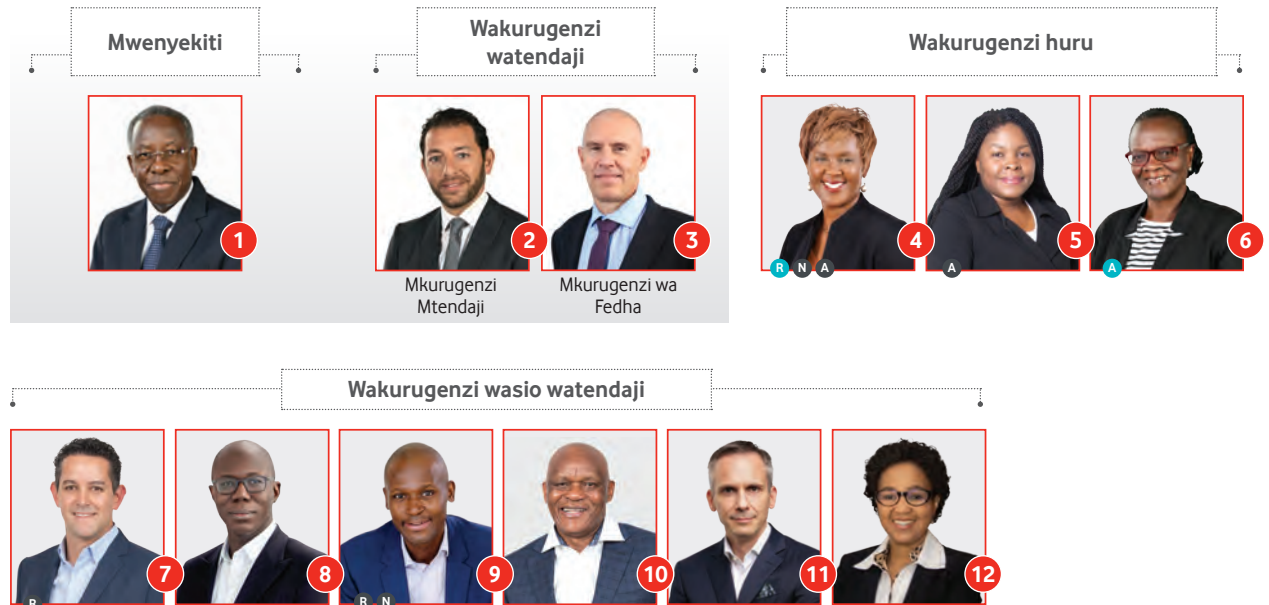 Mwenyekiti
Wakurugenzi
watendaji
Wakurugenzi huru
1
2
3
4
5
6
R N A
A
A
Mkurugenzi
Mtendaji
Mkurugenzi wa
Fedha
Wakurugenzi wasio watendaji
7
8
9
10
11
12
R
R N